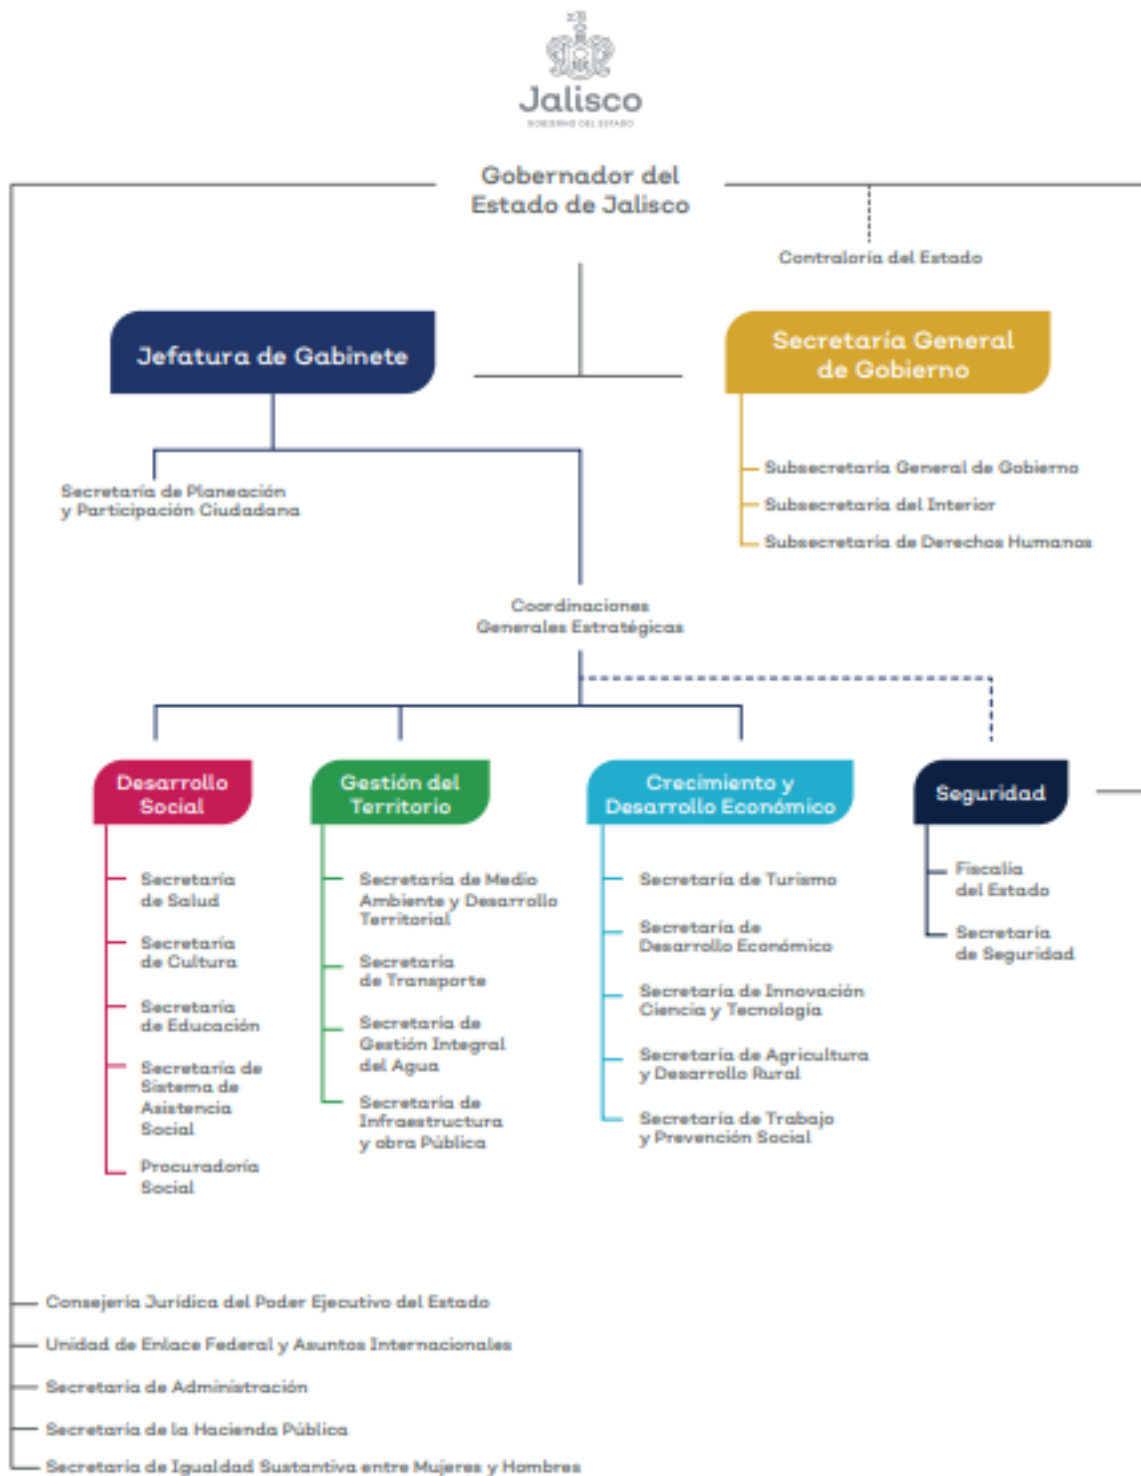 Jalisco
GOBIERNO DEL ESTADO
Gobernador del
Estado de Jalisco
Contraloría del Estado
Jefatura de Gabinete
Secretaría General
de Gobierno
Secretaría de Planeación
y Participación Ciudadana
Subsecretaría General de Gobierno
Subsecretaría del Interior
Subsecretaría de Derechos Humanos
Coordinaciones
Generales Estratégicas
Desarrollo
Social
Secretaría
de Salud
Secretaría
de Cultura
Secretaría
de Educación
Secretaría de
Sistema de
Asistencia
Social
Procuradoría
Social
Gestión del
Territorio
Secretaría de Medio
Ambiente y Desarrollo
Territorial
Secretaría
de Transporte
Secretaría de
Gestión Integral
del Agua
Secretaría de
Infraestructura
y obra Pública
Crecimiento y
Desarrollo Económico
Secretaría de Turismo
Secretaría de
Desarrollo Económico
Secretaría de Innovación
Ciencia y Tecnología
Secretaría de Agricultura
y Desarrollo Rural
Secretaría de Trabajo
y Prevención Social
Seguridad
Fiscalía
del Estado
Secretaría
de Seguridad
Consejería Jurídica del Poder Ejecutivo del Estado
Unidad de Enlace Federal y Asuntos Internacionales
Secretaría de Administración
Secretaría de la Hacienda Pública
Secretaría de Igualdad Sustantiva entre Mujeres y Hombres